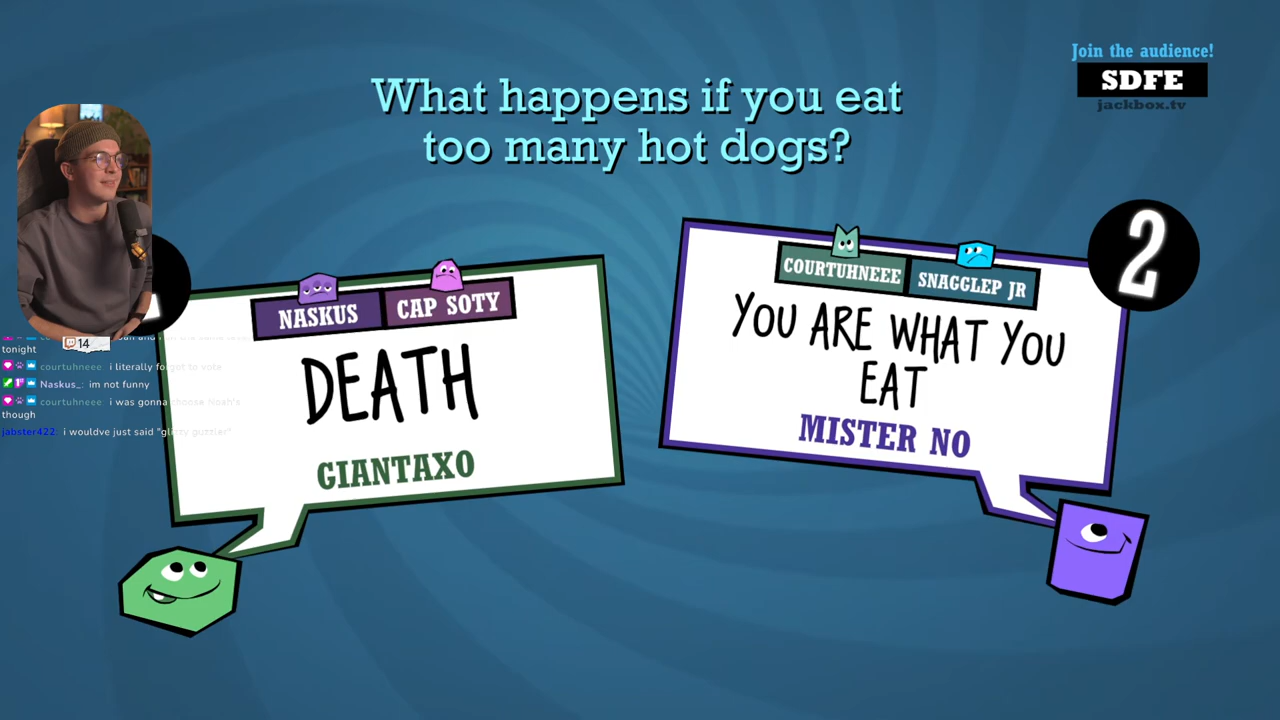 Join the audience!
SDFE
jackbox.tv
What happens if you eat
too many hot dogs?
NASKUS
CAP SOTY
DEATH
GIANTAXO
2
COURTUHNEEE
SNAGGLEP JR
YOU ARE WHAT YOU
EAT
MISTER NO
14
tonight
courtuhneee: i literally forgot to vote
Naskus_: im not funny
courtuhneee: i was gonna choose Noah's
though
jabster422: i wouldve just said "glizzy guzzler"